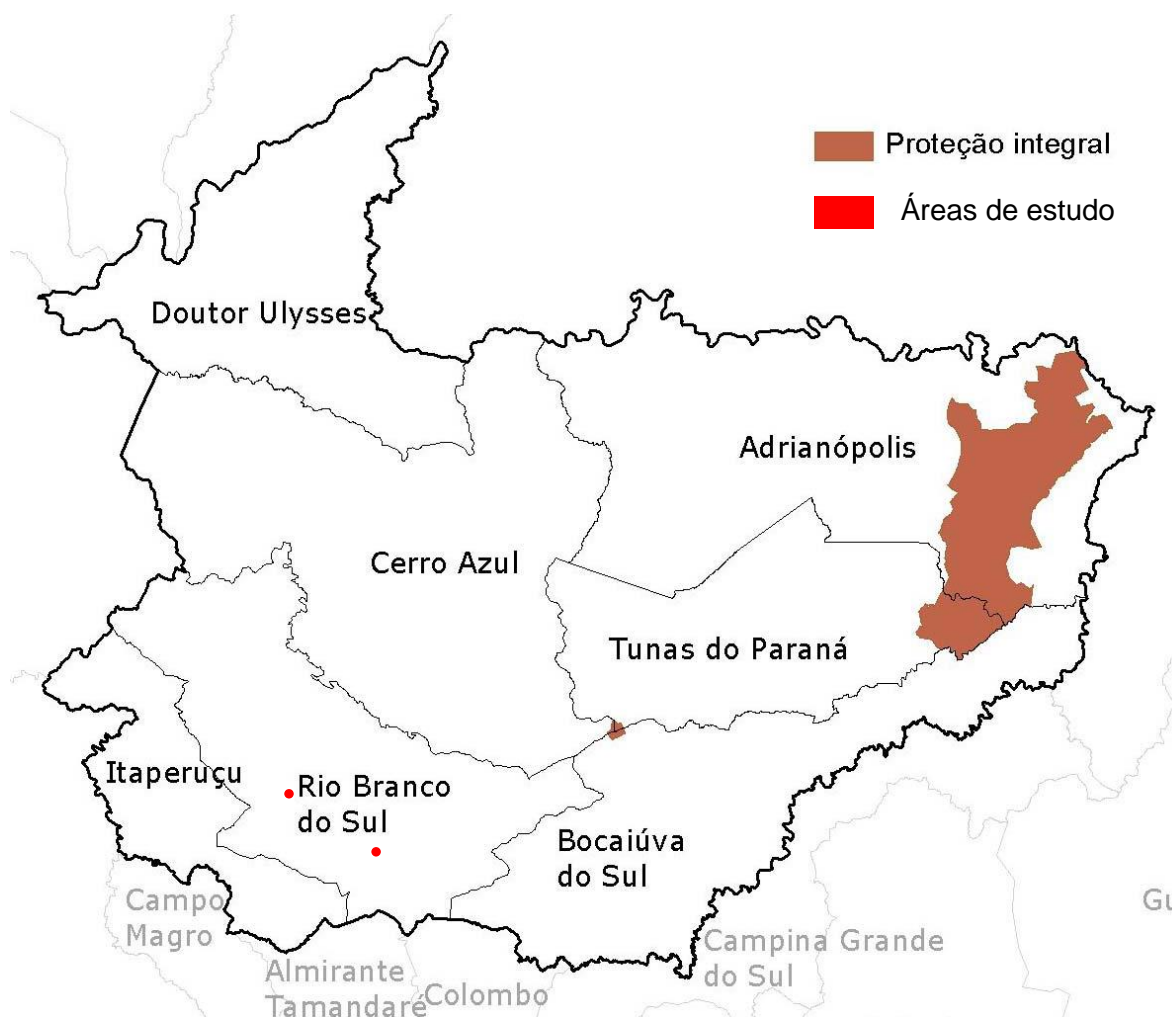 Proteção integral
Áreas de estudo
Doutor Ulysses
Adrianópolis
Cerro Azul
Tunas do Paraná
Itaperuçu
Rio Branco
do Sul
Bocaiúva
do Sul
Campo
Magro
Campina Grande
do Sul
Almirante
Tamandaré
Colombo
Gu